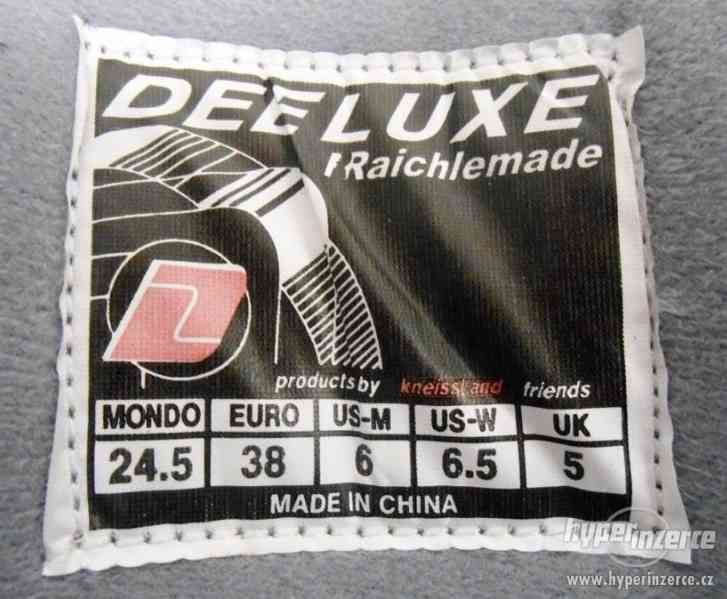 DEELUXE
Raichlemade
products by kneissl and friends
MONDO EURO US-M US-W UK
24.5 38 6 6.5 5
MADE IN CHINA
hyperinzerce
www.hyperinzerce.cz